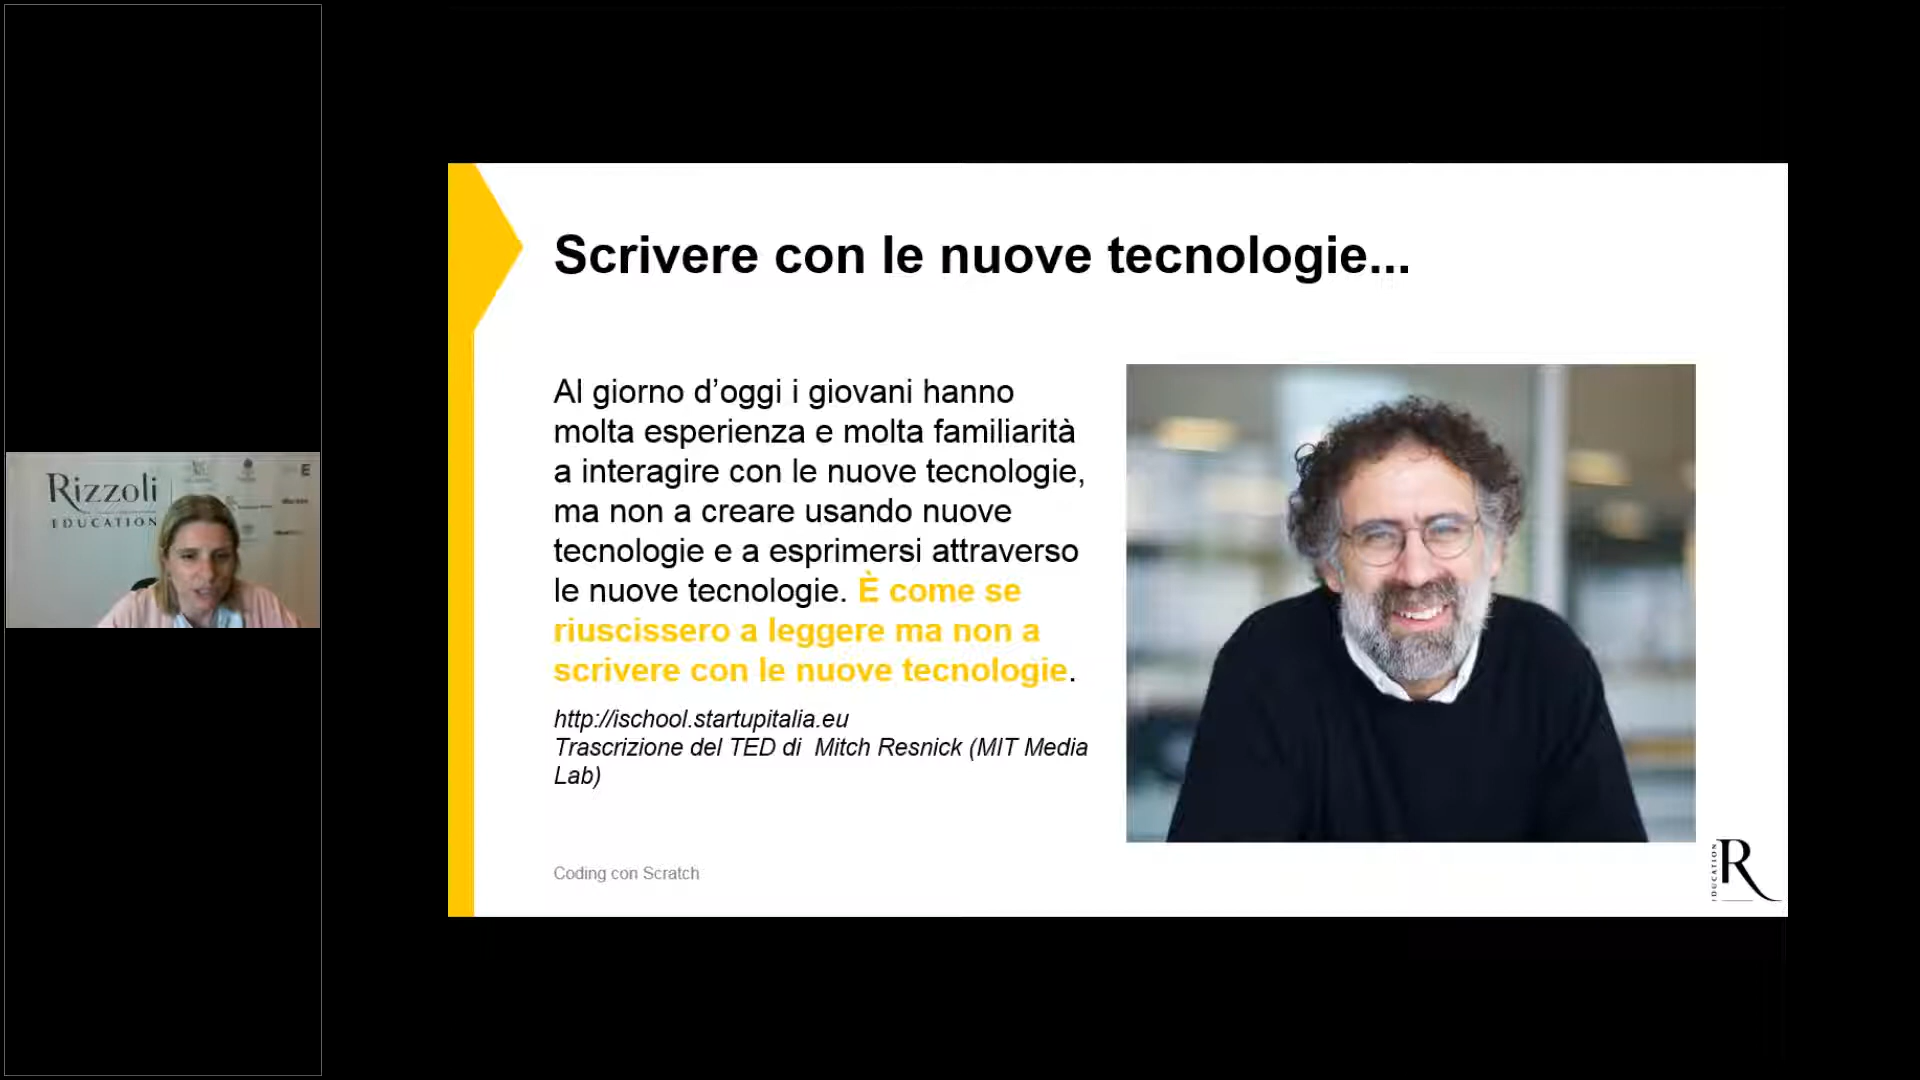 Rizzoli
EDUCATION
Scrivere con le nuove tecnologie...
Al giorno d’oggi i giovani hanno
molta esperienza e molta familiarità
a interagire con le nuove tecnologie,
ma non a creare usando nuove
tecnologie e a esprimersi attraverso
le nuove tecnologie. È come se
riuscissero a leggere ma non a
scrivere con le nuove tecnologie.
http://ischool.startupitalia.eu
Trascrizione del TED di  Mitch Resnick (MIT Media
Lab)
Coding con Scratch
EDUCATION
R